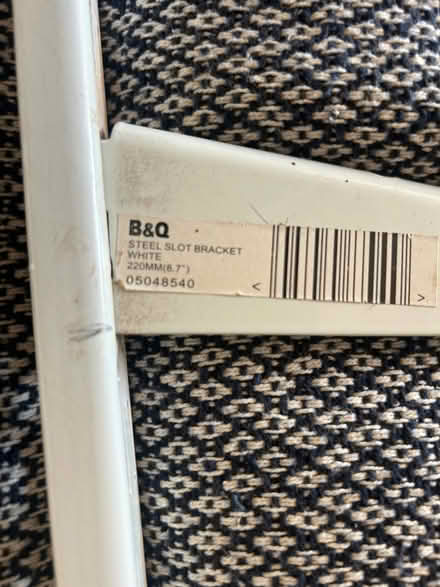 B&Q
STEEL SLOT BRACKET
WHITE
220MM(8.7")
05048540
< >